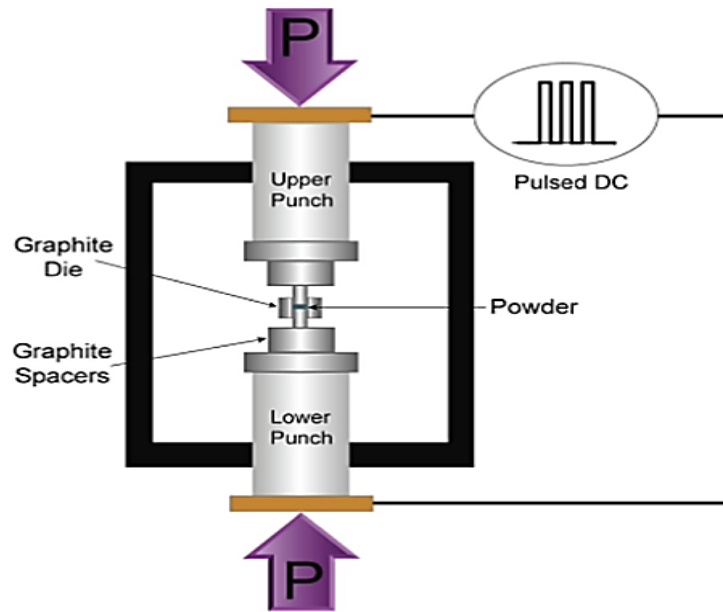 P
Upper
Punch
Pulsed DC
Graphite
Die
Powder
Graphite
Spacers
Lower
Punch
P